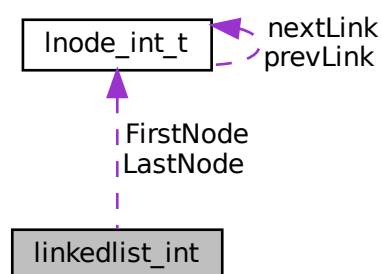 nextLink
lnode_int_t
prevLink
FirstNode
LastNode
linkedlist_int